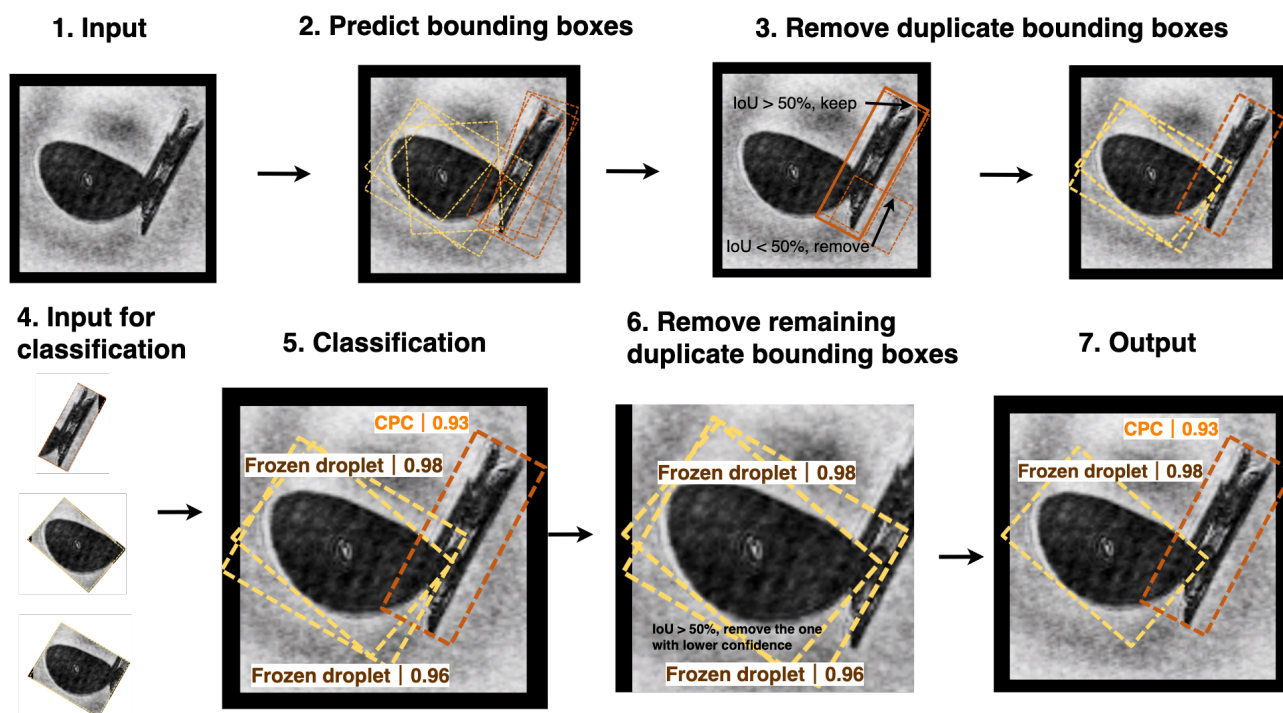 1. Input
2. Predict bounding boxes
3. Remove duplicate bounding boxes
IoU > 50%, keep
IoU < 50%, remove
4. Input for
classification
5. Classification
CPC | 0.93
Frozen droplet | 0.98
Frozen droplet | 0.96
6. Remove remaining
duplicate bounding boxes
Frozen droplet | 0.98
IoU > 50%, remove the one
with lower confidence
Frozen droplet | 0.96
7. Output
CPC | 0.93
Frozen droplet | 0.98